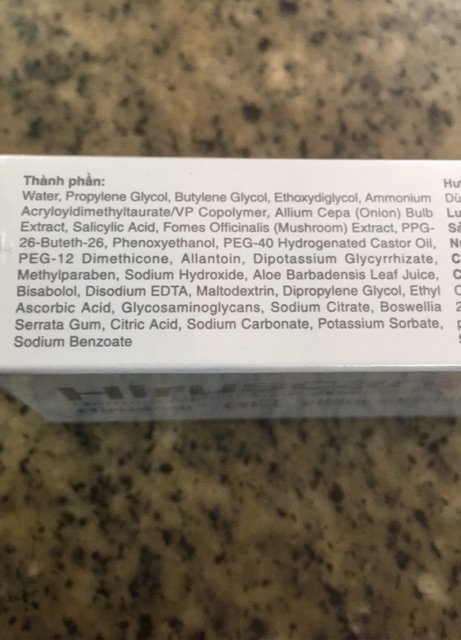 Thành phần:
Water, Propylene Glycol, Butylene Glycol, Ethoxydiglycol, Ammonium
Acryloyldimethyltaurate/VP Copolymer, Allium Cepa (Onion) Bulb
Extract, Salicylic Acid, Fomes Officinalis (Mushroom) Extract, PPG-
26-Buteth-26, Phenoxyethanol, PEG-40 Hydrogenated Castor Oil,
PEG-12 Dimethicone, Allantoin, Dipotassium Glycyrrhizate,
Methylparaben, Sodium Hydroxide, Aloe Barbadensis Leaf Juice,
Bisabolol, Disodium EDTA, Maltodextrin, Dipropylene Glycol, Ethyl
Ascorbic Acid, Glycosaminoglycans, Sodium Citrate, Boswellia
Serrata Gum, Citric Acid, Sodium Carbonate, Potassium Sorbate,
Sodium Benzoate